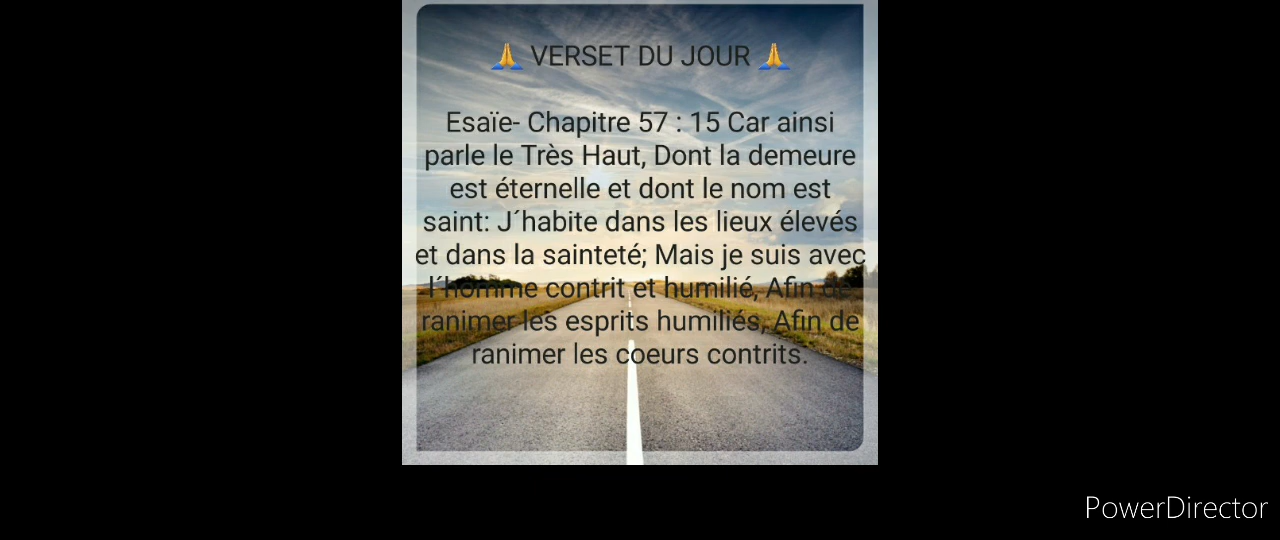 🙏 VERSET DU JOUR 🙏
Esaïe- Chapitre 57 : 15 Car ainsi
parle le Très Haut, Dont la demeure
est éternelle et dont le nom est
saint: J´habite dans les lieux élevés
et dans la sainteté; Mais je suis avec
l´homme contrit et humilié, Afin de
ranimer les esprits humiliés, Afin de
ranimer les coeurs contrits.
PowerDirector